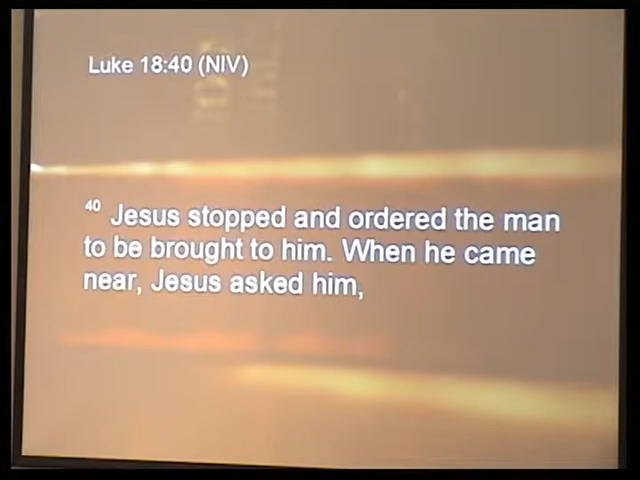 Luke 18:40 (NIV)
40 Jesus stopped and ordered the man
to be brought to him. When he came
near, Jesus asked him,